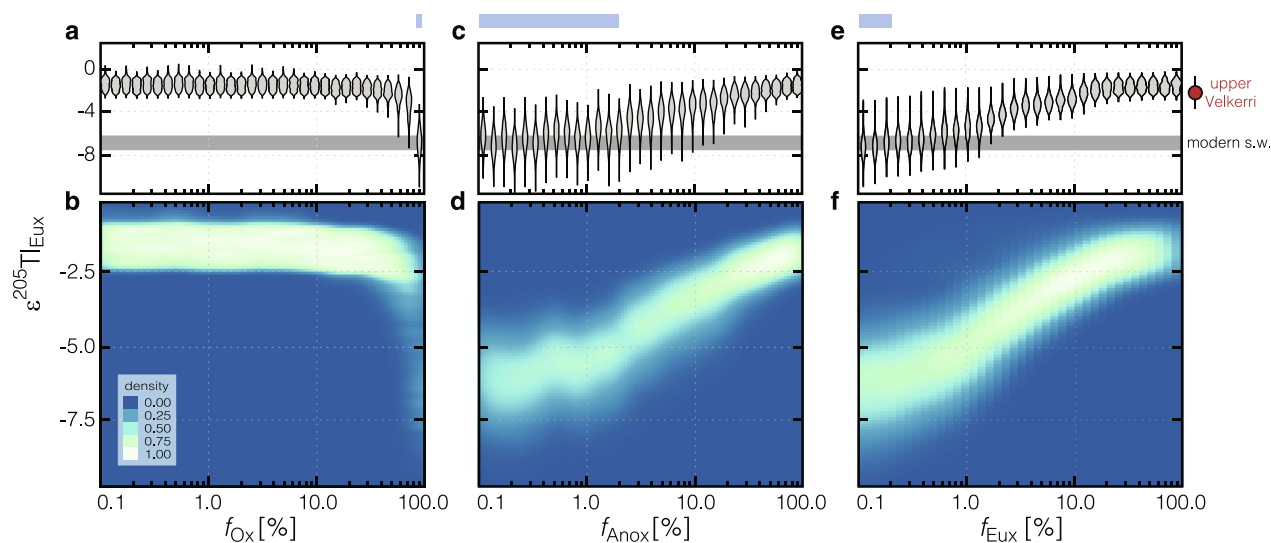 a
c
e
0
-4
-8
upper
Velkerri
modern s.w.
b
d
f
ε²⁰⁵Tl|Eux
-2.5
-5.0
-7.5
density
0.00
0.25
0.50
0.75
1.00
0.1 1.0 10.0 100.0
0.1 1.0 10.0 100.0
0.1 1.0 10.0 100.0
fOx [%]
fAnox [%]
fEux [%]